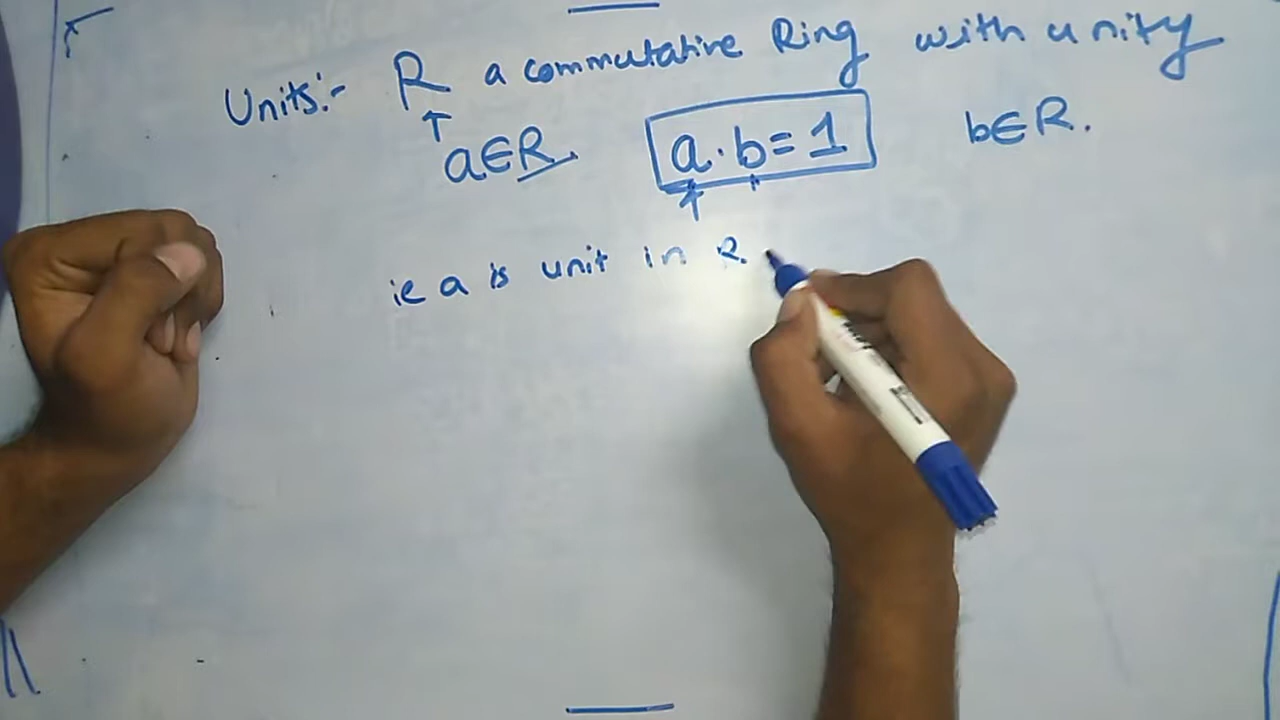 Units:- R a commutative Ring with unity
a∈R a·b=1 b∈R.
ie a is unit in R.